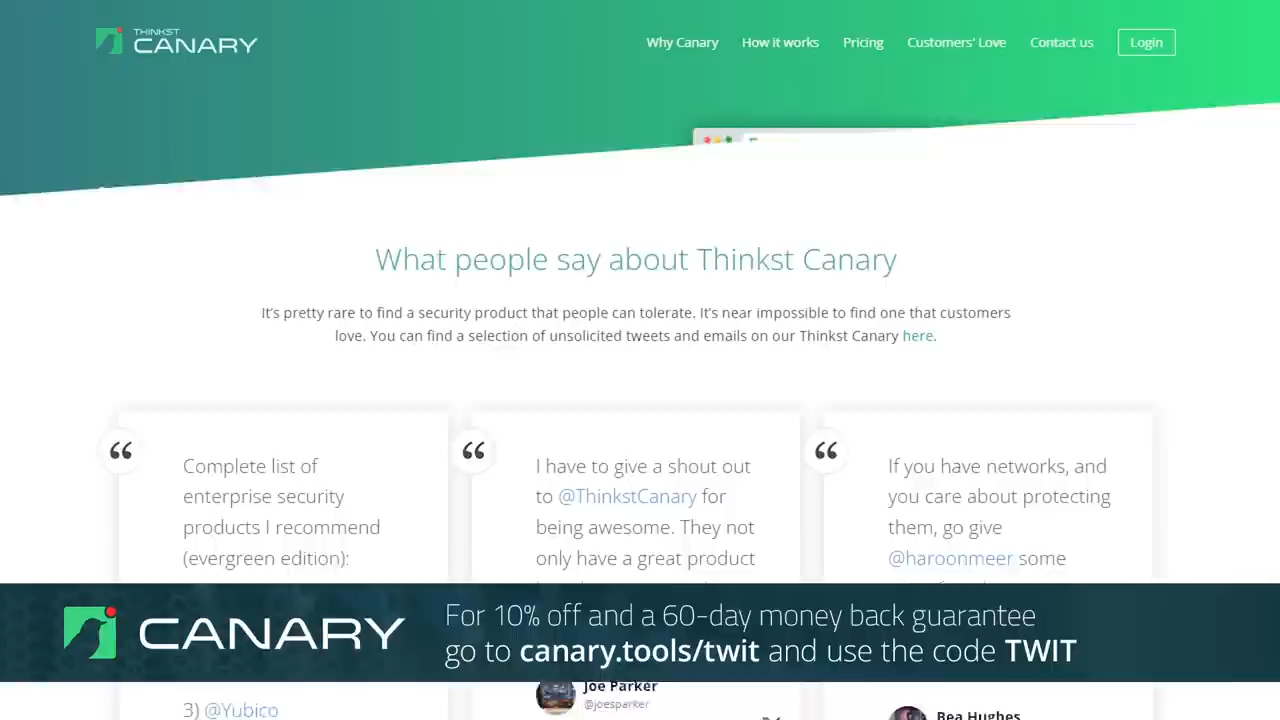 THINKST
CANARY
Why Canary
How it works
Pricing
Customers' Love
Contact us
Login
What people say about Thinkst Canary
It's pretty rare to find a security product that people can tolerate. It's near impossible to find one that customers
love. You can find a selection of unsolicited tweets and emails on our Thinkst Canary here.
Complete list of
enterprise security
products I recommend
(evergreen edition):
I have to give a shout out
to @ThinkstCanary for
being awesome. They not
only have a great product
If you have networks, and
you care about protecting
them, go give
@haroonmeer some
CANARY
For 10% off and a 60-day money back guarantee
go to canary.tools/twit and use the code TWIT
3) @Yubico
Joe Parker
@joesparker
Bea Hughes